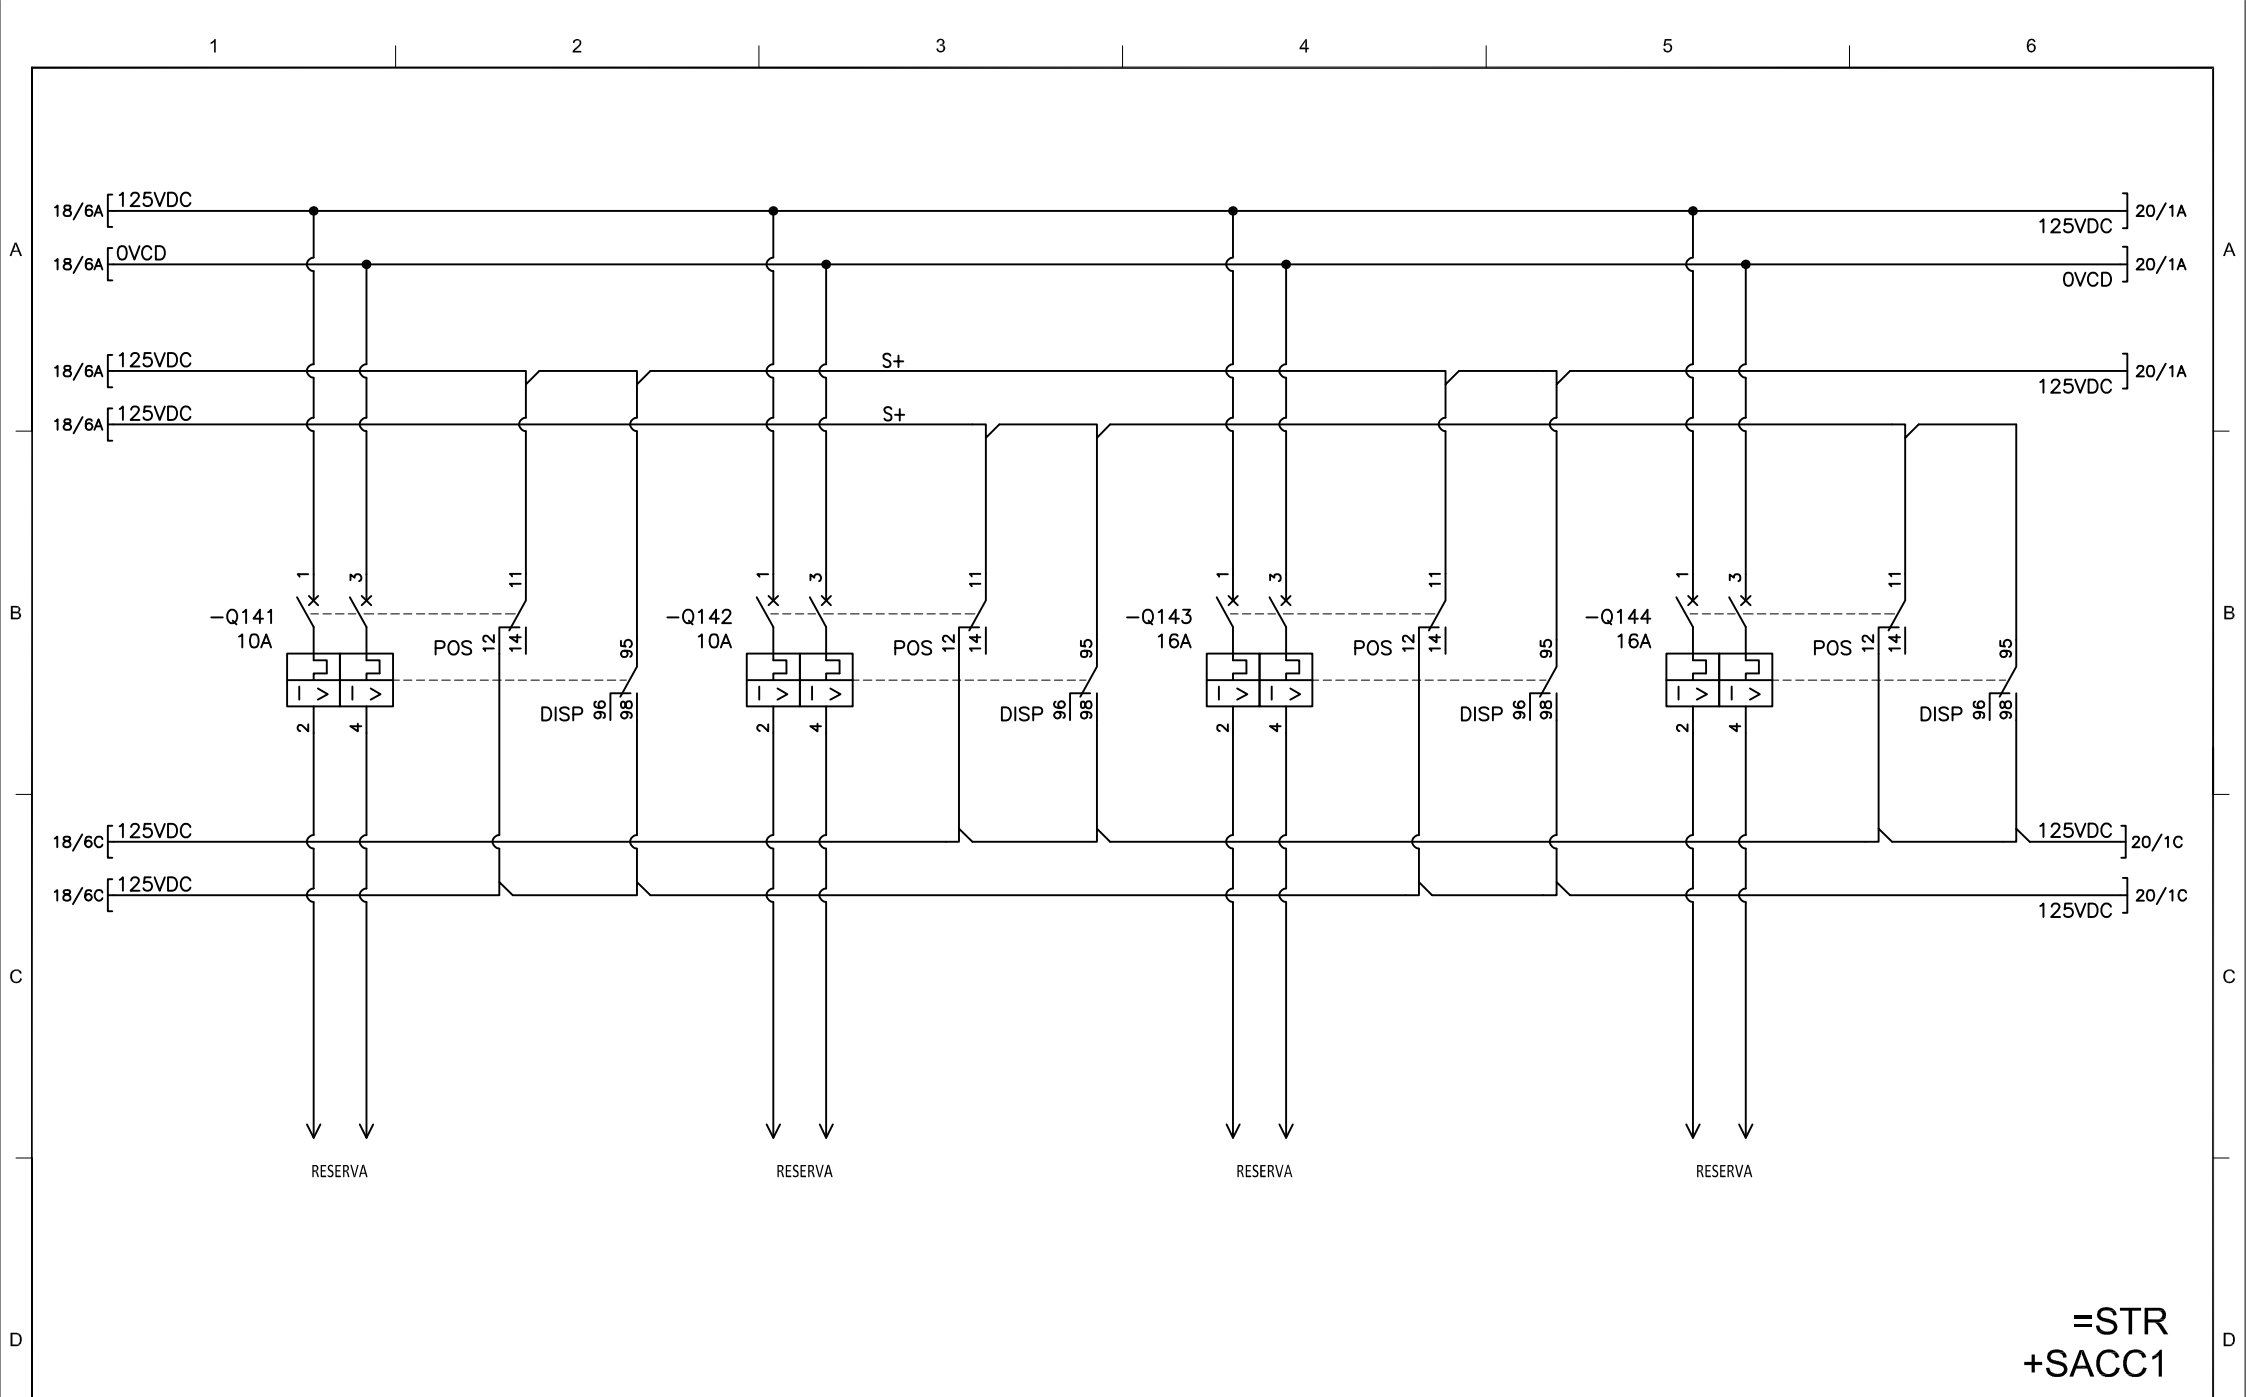 1 2 3 4 5 6
18/6A 125VDC
20/1A
125VDC
A A
18/6A 0VCD
20/1A
0VCD
18/6A 125VDC S+
20/1A
125VDC
18/6A 125VDC S+
1 3 11 1 3 11 1 3 11 1 3 11
B B
-Q141 -Q142 -Q143 -Q144
10A 10A 16A 16A
POS 12 14 95 POS 12 14 95 POS 12 14 95 POS 12 14 95
I > I > I > I > I > I > I > I >
DISP 96 98 DISP 96 98 DISP 96 98 DISP 96 98
2 4 2 4 2 4 2 4
18/6C 125VDC 125VDC 20/1C
18/6C 125VDC 20/1C
125VDC
C C
RESERVA RESERVA RESERVA RESERVA
=STR
D D
+SACC1